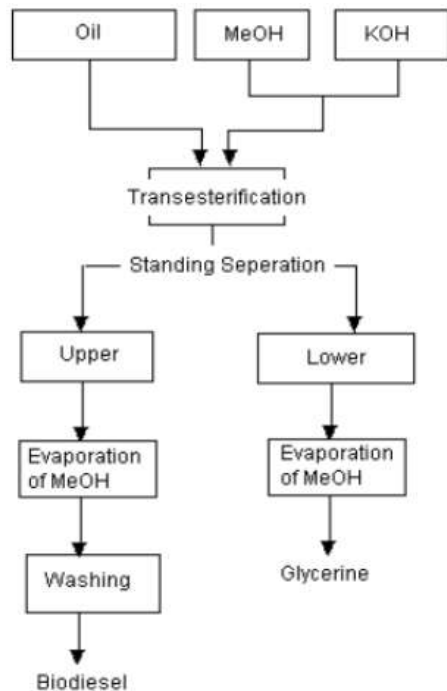 Oil
MeOH
KOH
Transesterification
Standing Seperation
Upper
Lower
Evaporation
of MeOH
Evaporation
of MeOH
Washing
Glycerine
Biodiesel